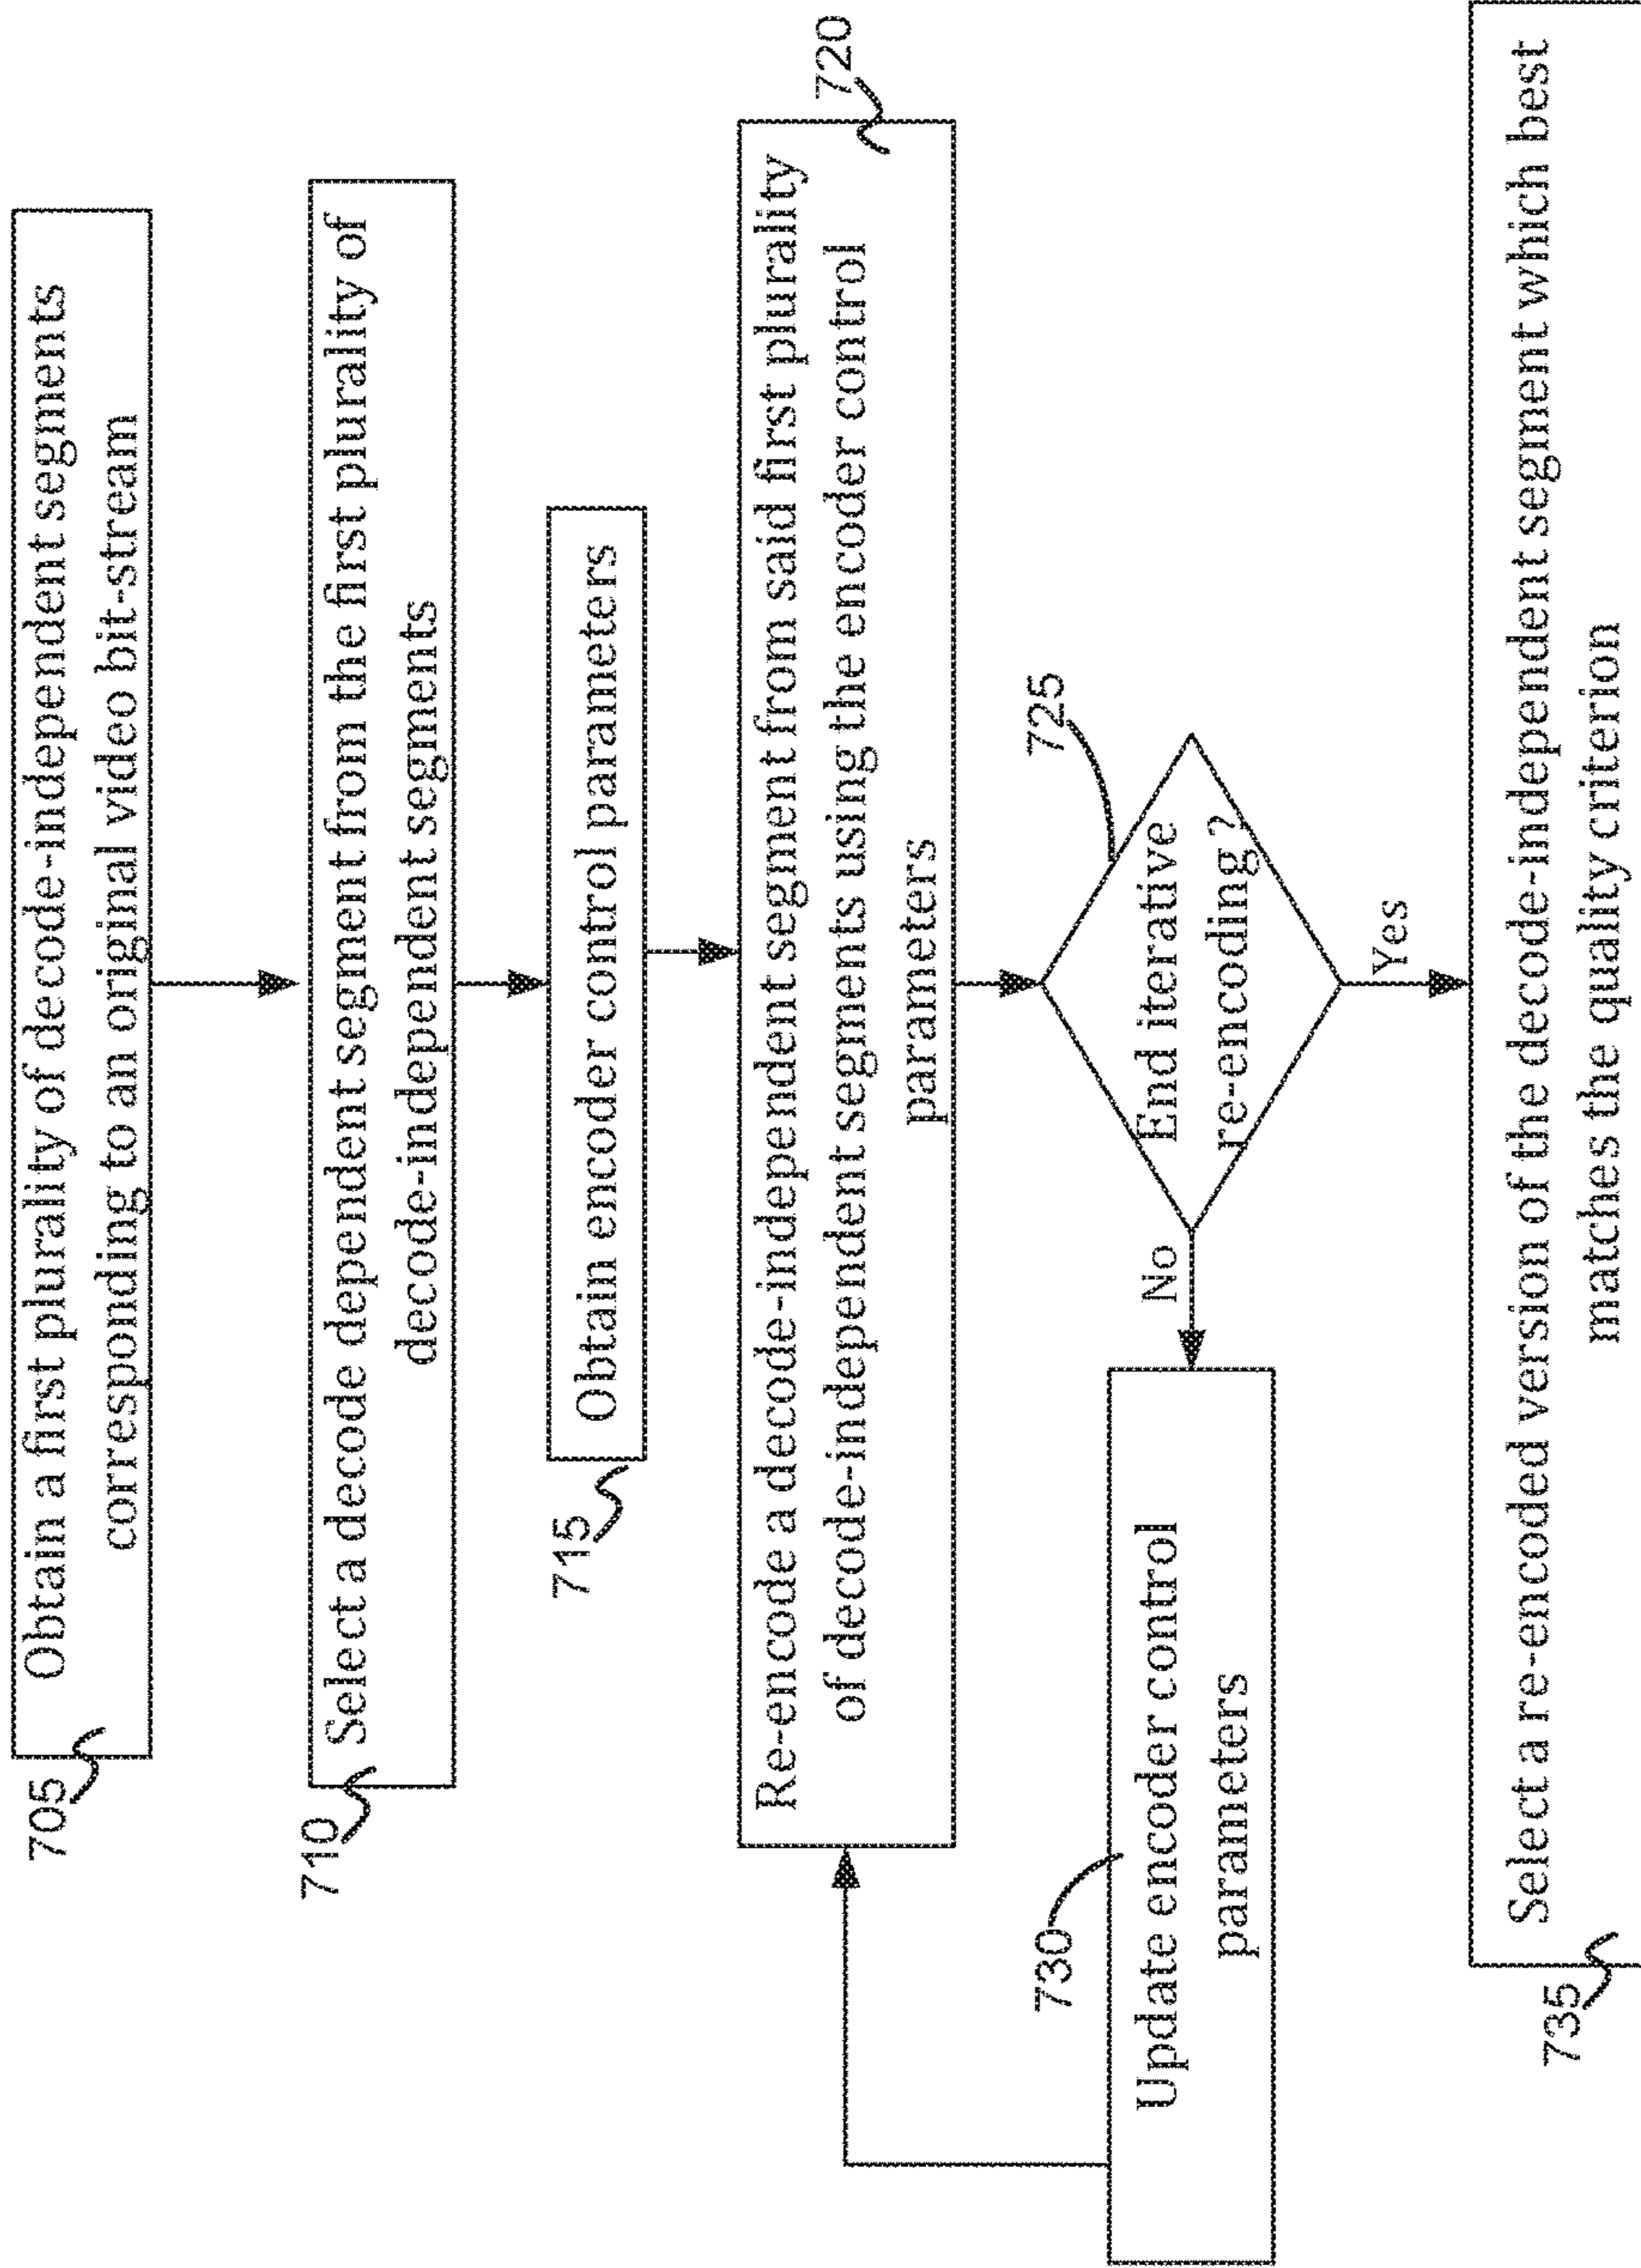 705
Obtain a first plurality of decode-independent segments
corresponding to an original video bit-stream
710
Select a decode dependent segment from the first plurality of
decode-independent segments
715
Obtain encoder control parameters
720
Re-encode a decode-independent segment from said first plurality
of decode-independent segments using the encoder control
parameters
725
End iterative
re-encoding ?
No
Yes
730
Update encoder control
parameters
735
Select a re-encoded version of the decode-independent segment which best
matches the quality criterion